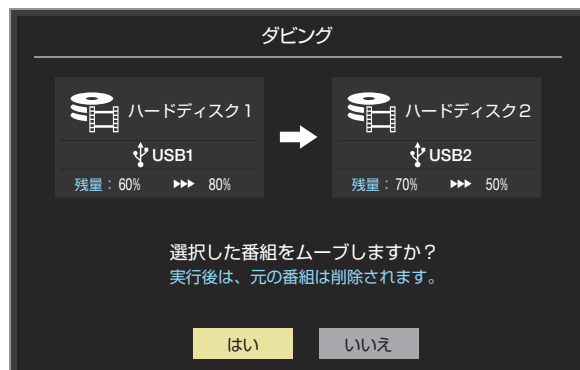 ダビング
ハードディスク1
USB1
残量：60% ▸▸▸ 80%
ハードディスク2
USB2
残量：70% ▸▸▸ 50%
選択した番組をムーブしますか？
実行後は、元の番組は削除されます。
はい
いいえ